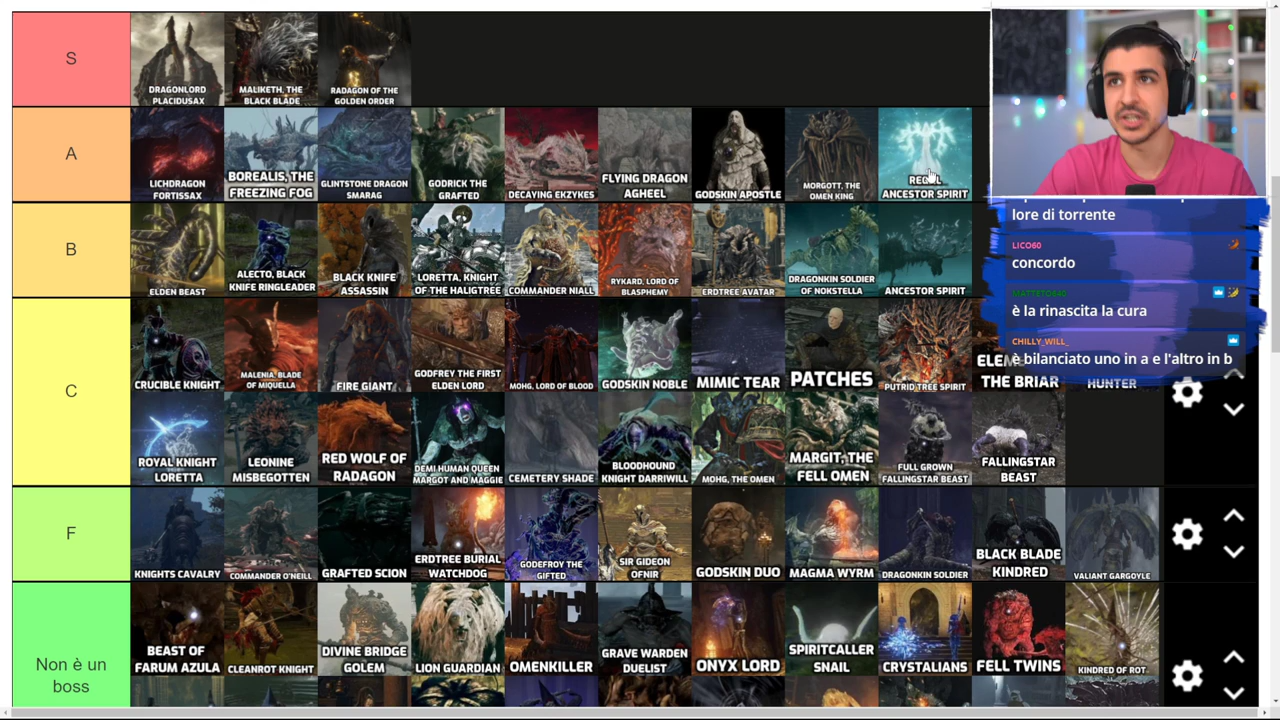 S
DRAGONLORD
PLACIDUSAX
MALIKETH, THE
BLACK BLADE
RADAGON OF THE
GOLDEN ORDER
A
LICHDRAGON
FORTISSAX
BOREALIS, THE
FREEZING FOG
GLINTSTONE DRAGON
SMARAG
GODRICK THE
GRAFTED
DECAYING EKZYKES
FLYING DRAGON
AGHEEL
GODSKIN APOSTLE
MORGOTT, THE
OMEN KING
ANCESTOR SPIRIT
lore di torrente
LICO60
concordo
è la rinascita la cura
CHILLY_WILL_
è bilanciato uno in a e l'altro in b
B
ELDEN BEAST
ALECTO, BLACK
KNIFE RINGLEADER
BLACK KNIFE
ASSASSIN
LORETTA, KNIGHT
OF THE HALIGTREE
COMMANDER NIALL
RYKARD, LORD OF
BLASPHEMY
ERDTREE AVATAR
DRAGONKIN SOLDIER
OF NOKSTELLA
ANCESTOR SPIRIT
C
CRUCIBLE KNIGHT
MALENIA, BLADE
OF MIQUELLA
FIRE GIANT
GODFREY THE FIRST
ELDEN LORD
MOHG, LORD OF BLOOD
GODSKIN NOBLE
MIMIC TEAR
PATCHES
PUTRID TREE SPIRIT
THE BRIAR
HUNTER
ROYAL KNIGHT
LORETTA
LEONINE
MISBEGOTTEN
RED WOLF OF
RADAGON
DEMI HUMAN QUEEN
MARGOT AND MAGGIE
CEMETERY SHADE
BLOODHOUND
KNIGHT DARRIWILL
MOHG, THE OMEN
MARGIT, THE
FELL OMEN
FULL GROWN
FALLINGSTAR BEAST
FALLINGSTAR
BEAST
F
KNIGHTS CAVALRY
COMMANDER O'NEILL
GRAFTED SCION
ERDTREE BURIAL
WATCHDOG
GODEFROY THE
GIFTED
SIR GIDEON
OFNIR
GODSKIN DUO
MAGMA WYRM
DRAGONKIN SOLDIER
BLACK BLADE
KINDRED
VALIANT GARGOYLE
Non è un
boss
BEAST OF
FARUM AZULA
CLEANROT KNIGHT
DIVINE BRIDGE
GOLEM
LION GUARDIAN
OMENKILLER
GRAVE WARDEN
DUELIST
ONYX LORD
SPIRITCALLER
SNAIL
CRYSTALIANS
FELL TWINS
KINDRED OF ROT